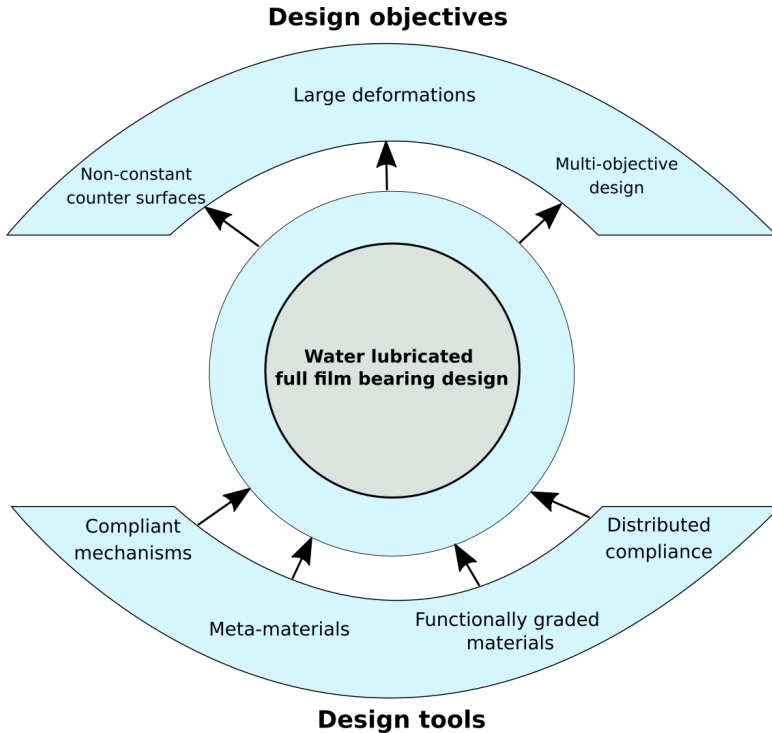 Design objectives
Large deformations
Non-constant
counter surfaces
Multi-objective
design
Water lubricated
full film bearing design
Compliant
mechanisms
Meta-materials
Functionally graded
materials
Distributed
compliance
Design tools